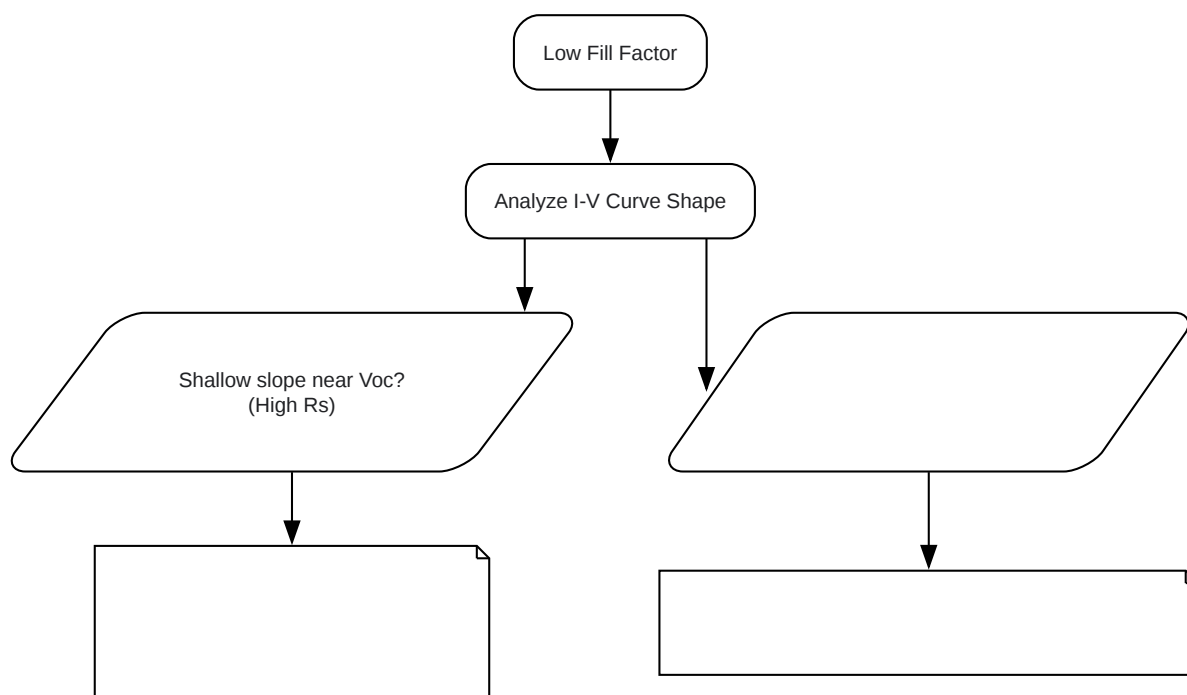 Low Fill Factor
Analyze I-V Curve Shape
Shallow slope near Voc?
(High Rs)